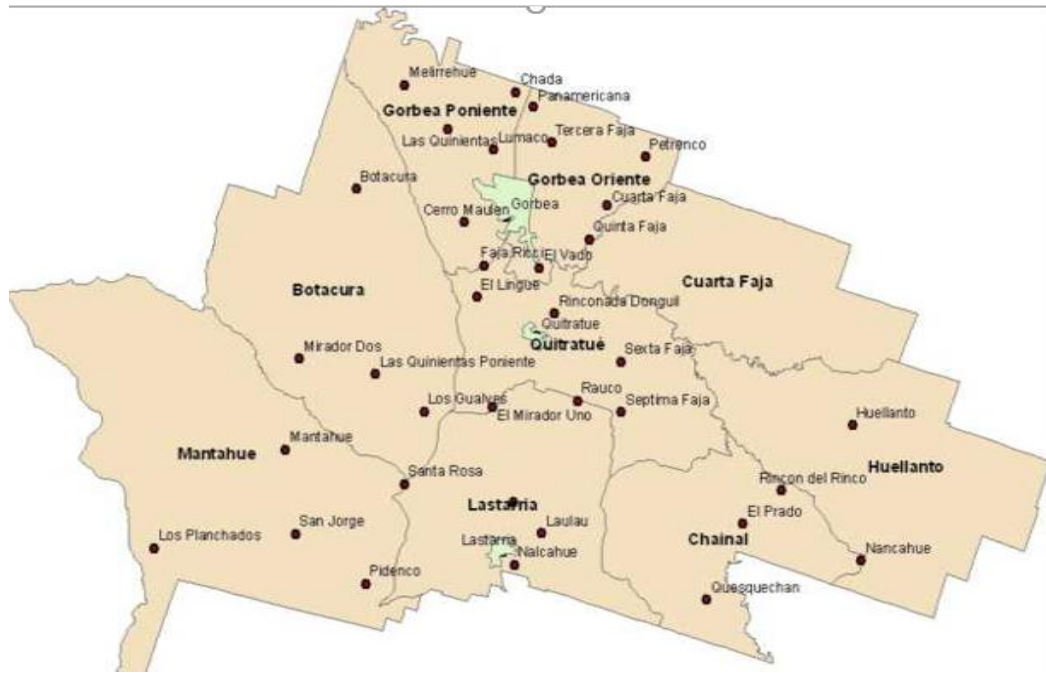 Melirrehue
Chada
Panamericana
Gorbea Poniente
Las Quinientas
Lumaco
Tercera Faja
Petrenco
Botacura
Gorbea Oriente
Cerro Maulen
Gorbea
Cuarta Faja
Quinta Faja
Faja Ricci
El Vado
Cuarta Faja
Botacura
El Lingue
Rinconada Donguil
Quitratue
Quitratué
Mirador Dos
Las Quinientas Poniente
Sexta Faja
Los Gualves
El Mirador Uno
Rauco
Septima Faja
Huellanto
Mantahue
Mantahue
Huellanto
Santa Rosa
Rincon del Rinco
Lastarria
San Jorge
Laulau
El Prado
Chainal
Los Planchados
Lastarria
Nalcahue
Nancahue
Pidenco
Quesquechan